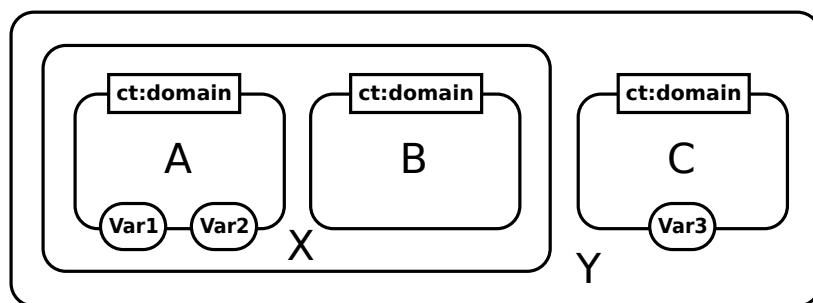 ct:domain ct:domain ct:domain
A B C
Var1 Var2 Var3
X
Y